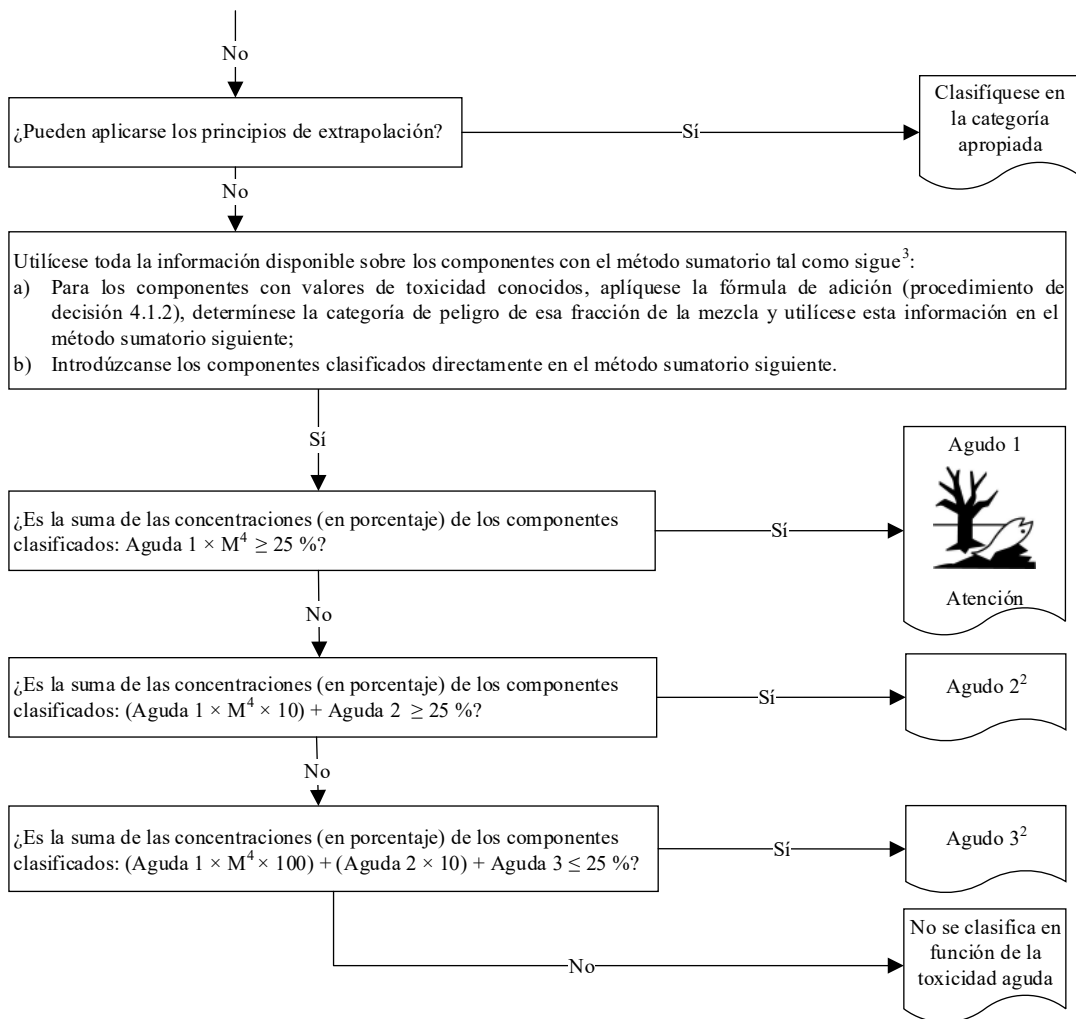 No
¿Pueden aplicarse los principios de extrapolación?
Sí
Clasifíquese en
la categoría
apropiada
No
Utilícese toda la información disponible sobre los componentes con el método sumatorio tal como sigue³:
a) Para los componentes con valores de toxicidad conocidos, aplíquese la fórmula de adición (procedimiento de
decisión 4.1.2), determínese la categoría de peligro de esa fracción de la mezcla y utilícese esta información en el
método sumatorio siguiente;
b) Introdúzcanse los componentes clasificados directamente en el método sumatorio siguiente.
Sí
¿Es la suma de las concentraciones (en porcentaje) de los componentes
clasificados: Aguda 1 × M⁴ ≥ 25 %?
Sí
Agudo 1
Atención
No
¿Es la suma de las concentraciones (en porcentaje) de los componentes
clasificados: (Aguda 1 × M⁴ × 10) + Aguda 2 ≥ 25 %?
Sí
Agudo 2²
No
¿Es la suma de las concentraciones (en porcentaje) de los componentes
clasificados: (Aguda 1 × M⁴ × 100) + (Aguda 2 × 10) + Aguda 3 ≤ 25 %?
Sí
Agudo 3²
No
No se clasifica en
función de la
toxicidad aguda